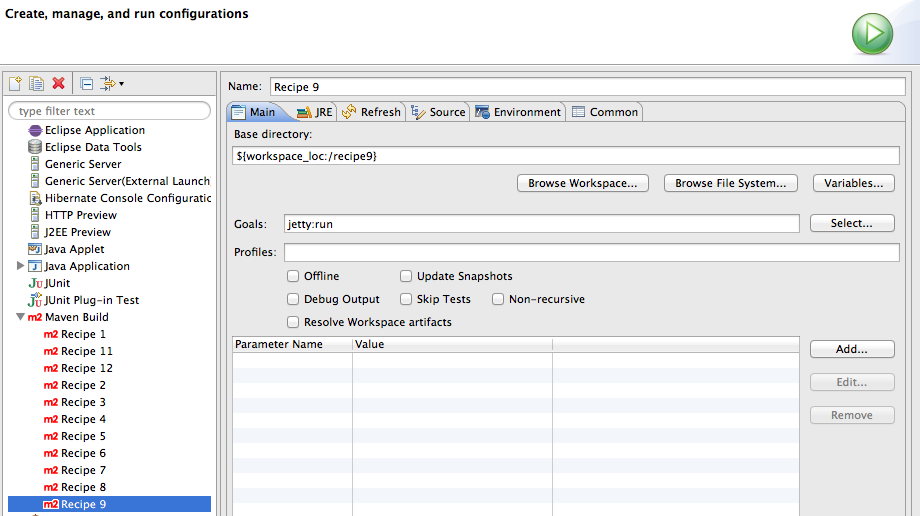 Create, manage, and run configurations
type filter text
Eclipse Application
Eclipse Data Tools
Generic Server
Generic Server(External Launch
Hibernate Console Configuratic
HTTP Preview
J2EE Preview
Java Applet
Java Application
JU JUnit
JU JUnit Plug-in Test
m2 Maven Build
m2 Recipe 1
m2 Recipe 11
m2 Recipe 12
m2 Recipe 2
m2 Recipe 3
m2 Recipe 4
m2 Recipe 5
m2 Recipe 6
m2 Recipe 7
m2 Recipe 8
m2 Recipe 9
Name: Recipe 9
Main JRE Refresh Source Environment Common
Base directory:
${workspace_loc:/recipe9}
Browse Workspace... Browse File System... Variables...
Goals: jetty:run Select...
Profiles:
Offline Update Snapshots
Debug Output Skip Tests Non-recursive
Resolve Workspace artifacts
Parameter Name Value
Add...
Edit...
Remove